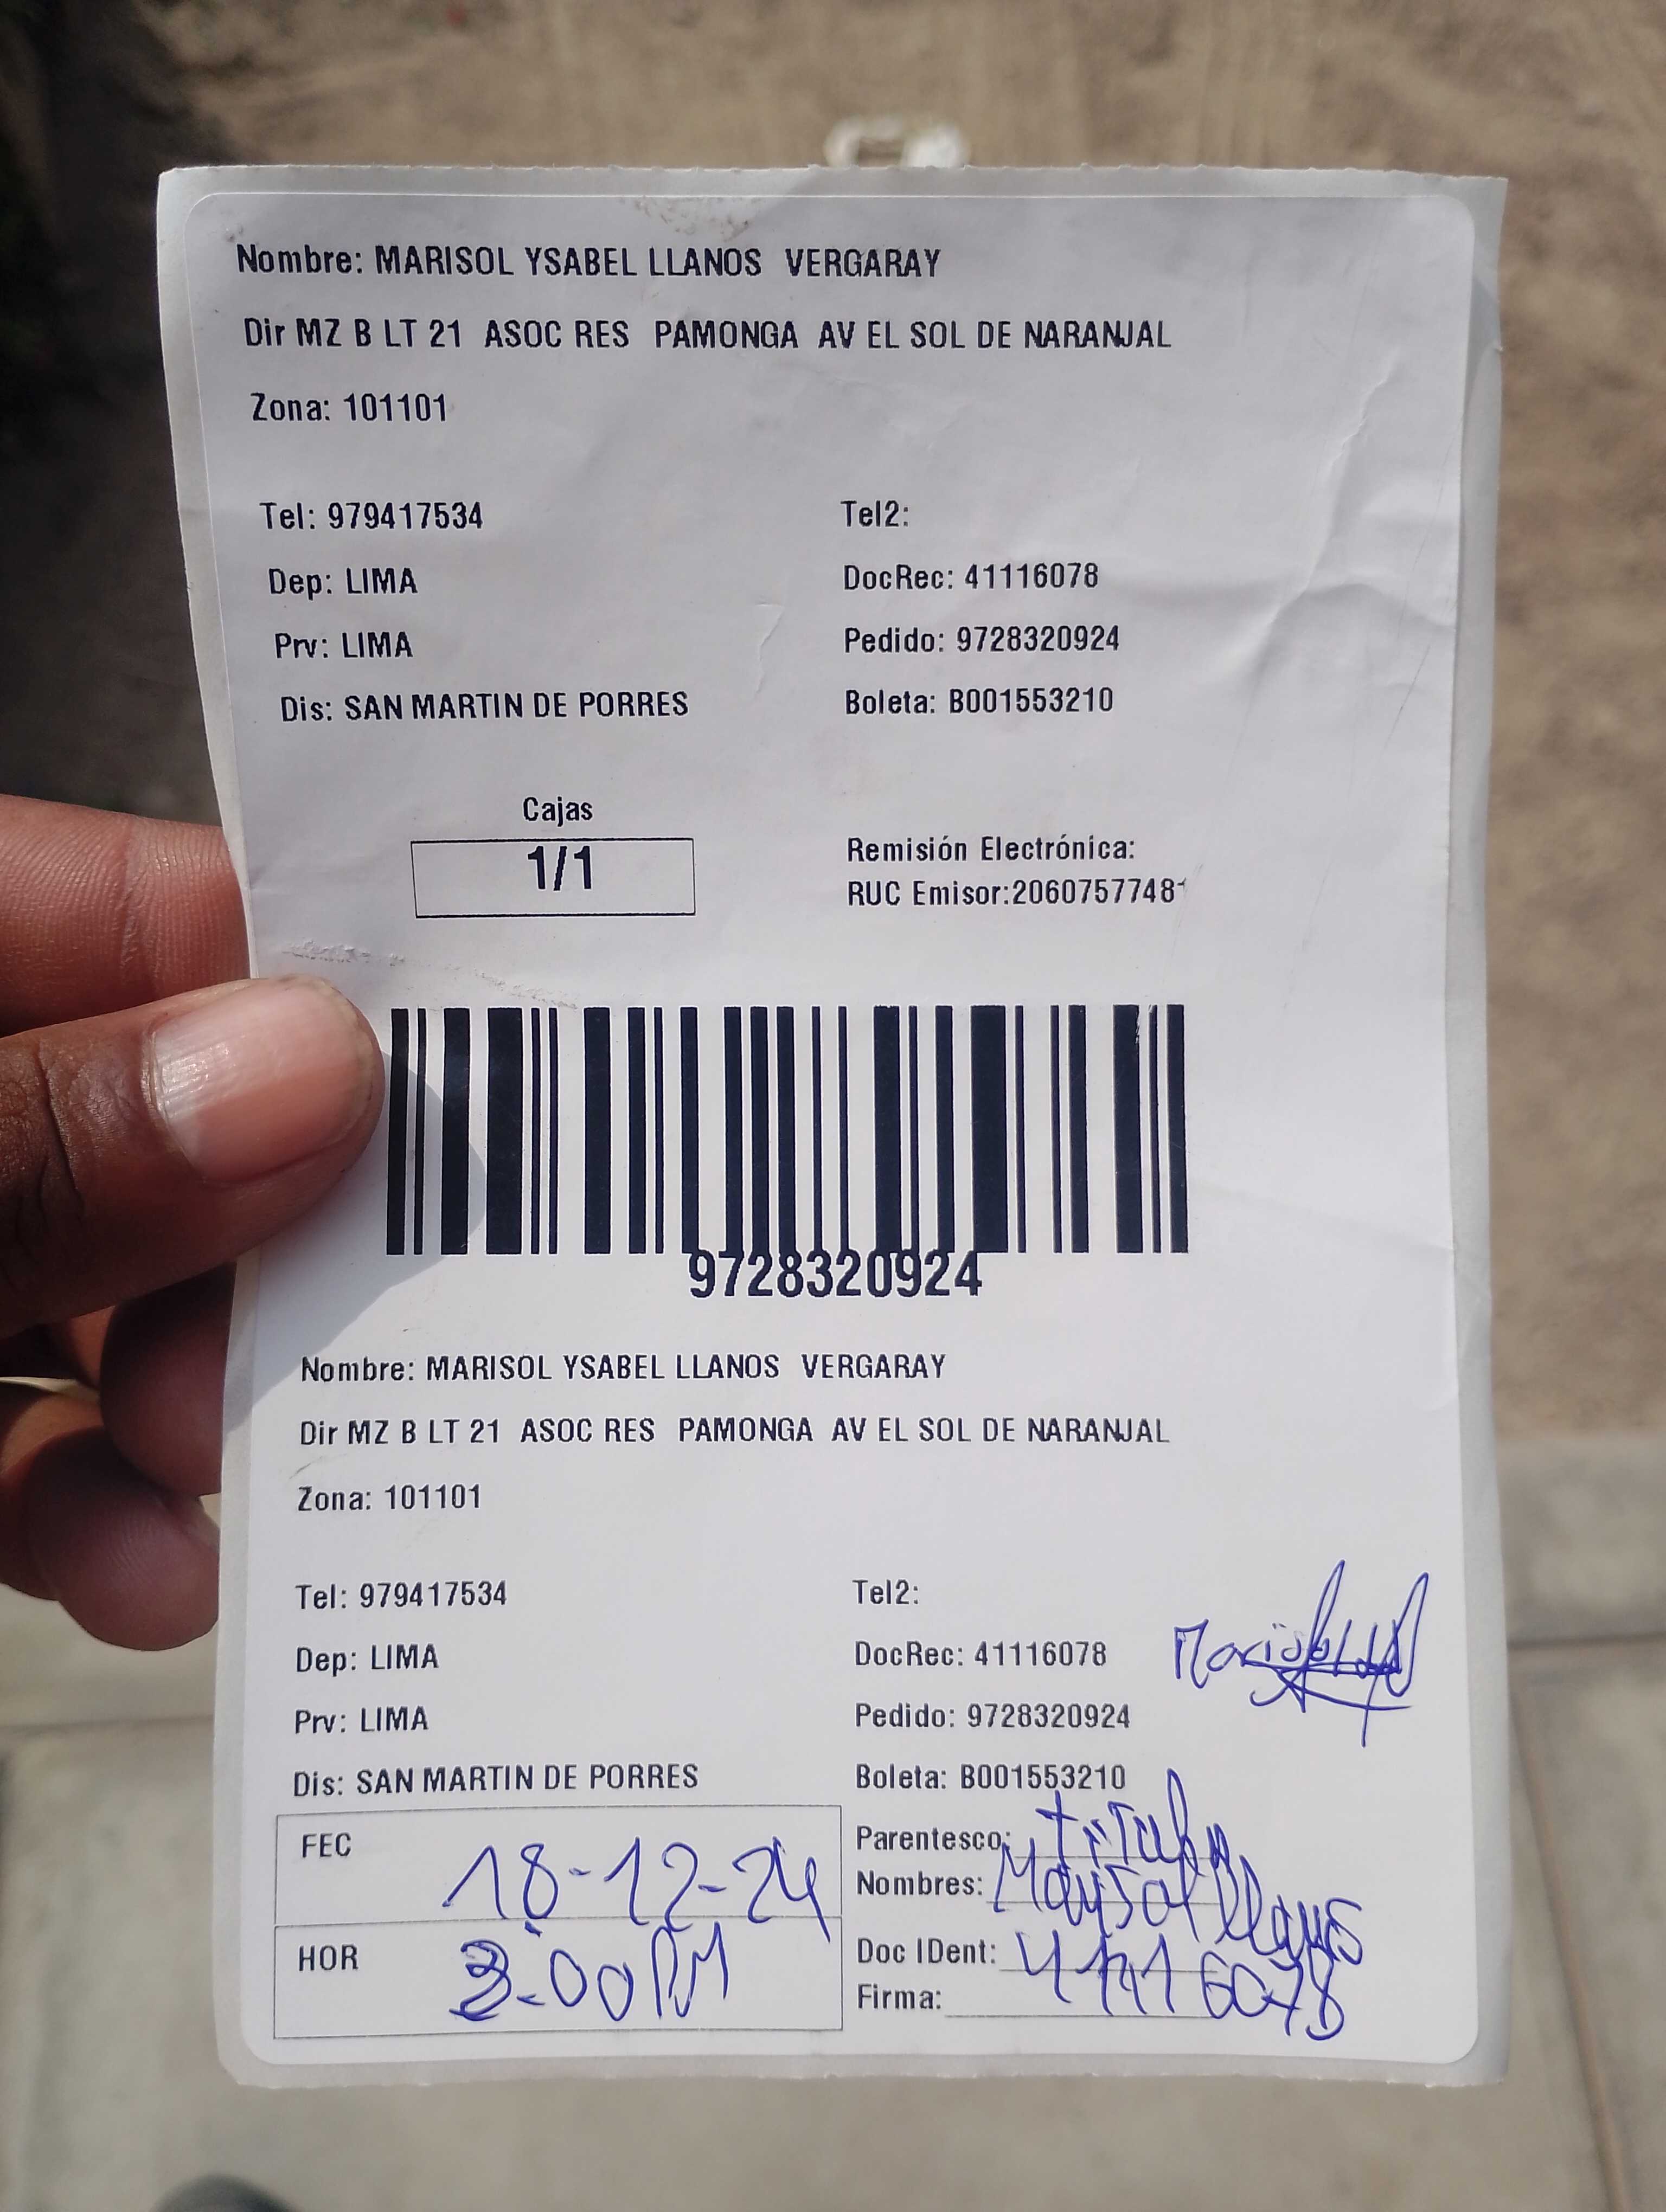 Nombre: MARISOL YSABEL LLANOS VERGARAY
Dir MZ B LT 21 ASOC RES PAMONGA AV EL SOL DE NARANJAL
Zona: 101101
Tel: 979417534 Tel2:
Dep: LIMA DocRec: 41116078
Prv: LIMA Pedido: 9728320924
Dis: SAN MARTIN DE PORRES Boleta: B001553210
Cajas
1/1
Remisión Electrónica:
RUC Emisor:2060757748
9728320924
Nombre: MARISOL YSABEL LLANOS VERGARAY
Dir MZ B LT 21 ASOC RES PAMONGA AV EL SOL DE NARANJAL
Zona: 101101
Tel: 979417534 Tel2:
Dep: LIMA DocRec: 41116078
Prv: LIMA Pedido: 9728320924
Dis: SAN MARTIN DE PORRES Boleta: B001553210
FEC 18-12-24
HOR 3:00 PM
Parentesco:
Nombres: Marisol Llanos
Doc IDent: 41116078
Firma: